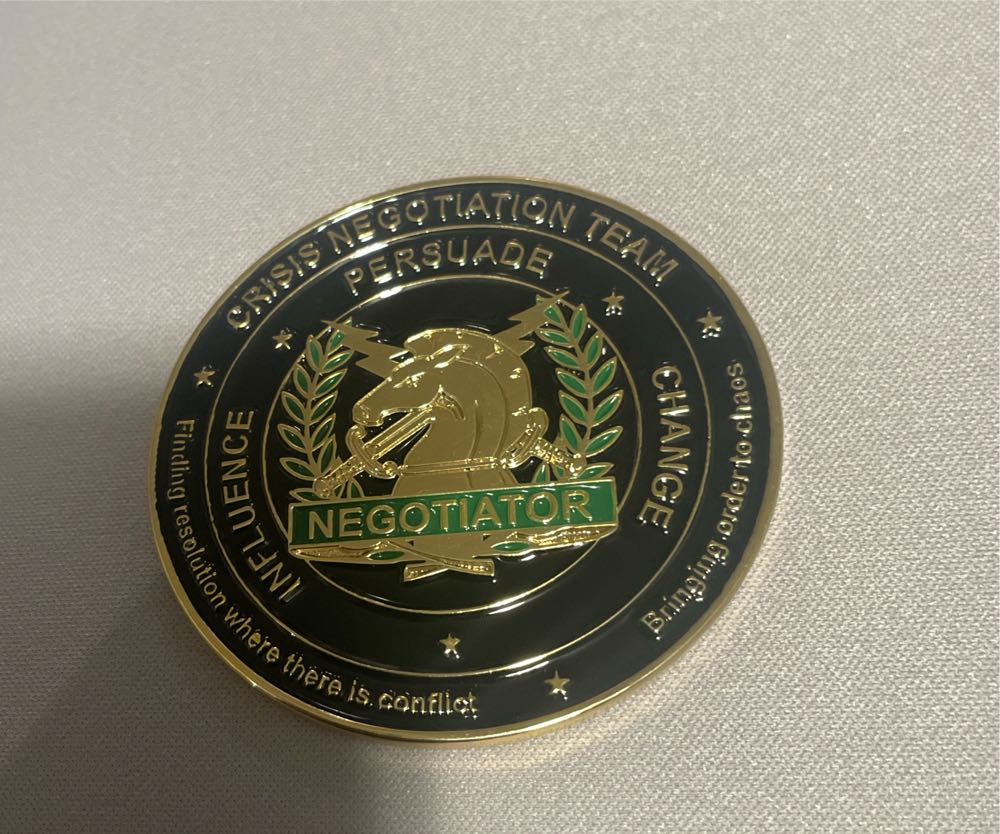 CRISIS NEGOTIATION TEAM
PERSUADE
CHANGE
INFLUENCE
NEGOTIATOR
Finding resolution where there is conflict
Bringing order to chaos